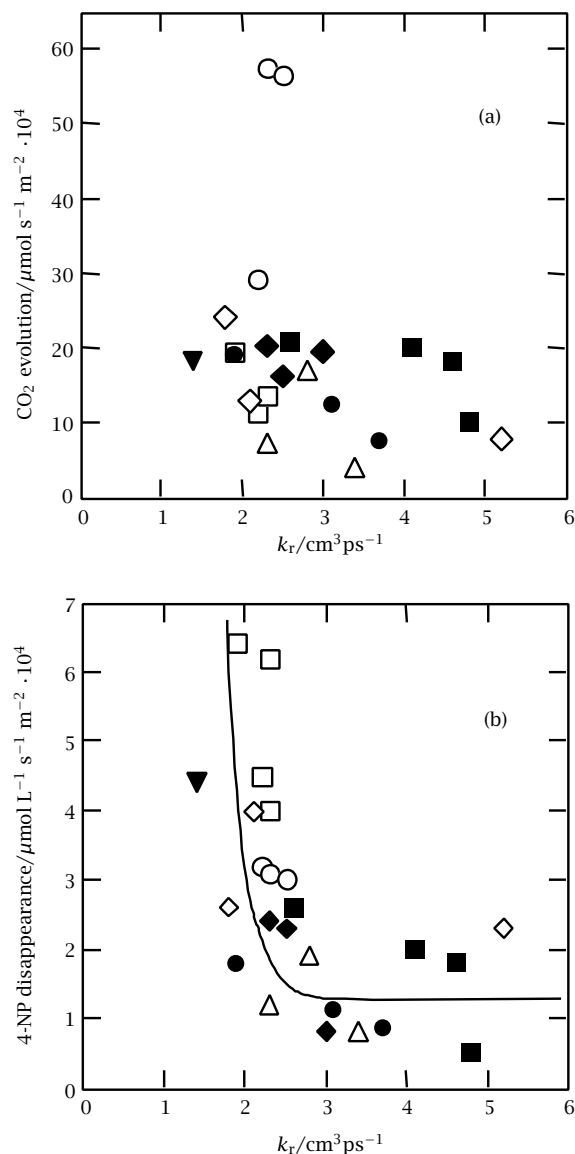 60
50
40
30
20
10
0
CO₂ evolution/μmol s⁻¹ m⁻² ·10⁴
(a)
0 1 2 3 4 5 6
kᵣ/cm³ps⁻¹
7
6
5
4
3
2
1
0
4-NP disappearance/μmol L⁻¹ s⁻¹ m⁻² ·10⁴
(b)
0 1 2 3 4 5 6
kᵣ/cm³ps⁻¹